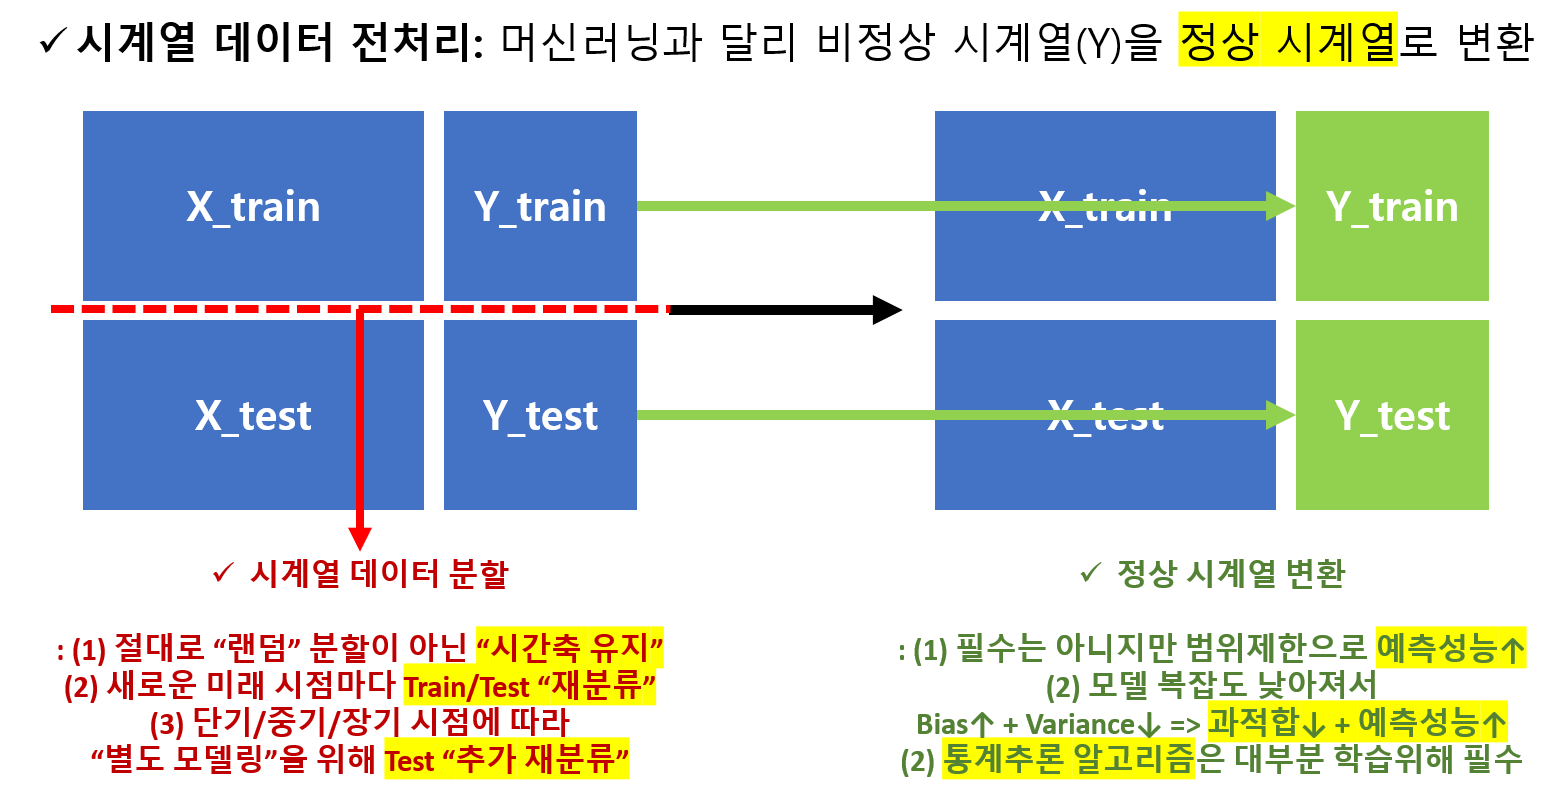 ✓ 시계열 데이터 전처리: 머신러닝과 달리 비정상 시계열(Y)을 정상 시계열로 변환
X_train
Y_train
X_train
Y_train
X_test
Y_test
X_test
Y_test
✓ 시계열 데이터 분할
: (1) 절대로 “랜덤” 분할이 아닌 “시간축 유지”
(2) 새로운 미래 시점마다 Train/Test “재분류”
(3) 단기/중기/장기 시점에 따라
“별도 모델링”을 위해 Test “추가 재분류”
✓ 정상 시계열 변환
: (1) 필수는 아니지만 범위제한으로 예측성능↑
(2) 모델 복잡도 낮아져서
Bias↑ + Variance↓ => 과적합↓ + 예측성능↑
(2) 통계추론 알고리즘은 대부분 학습위해 필수